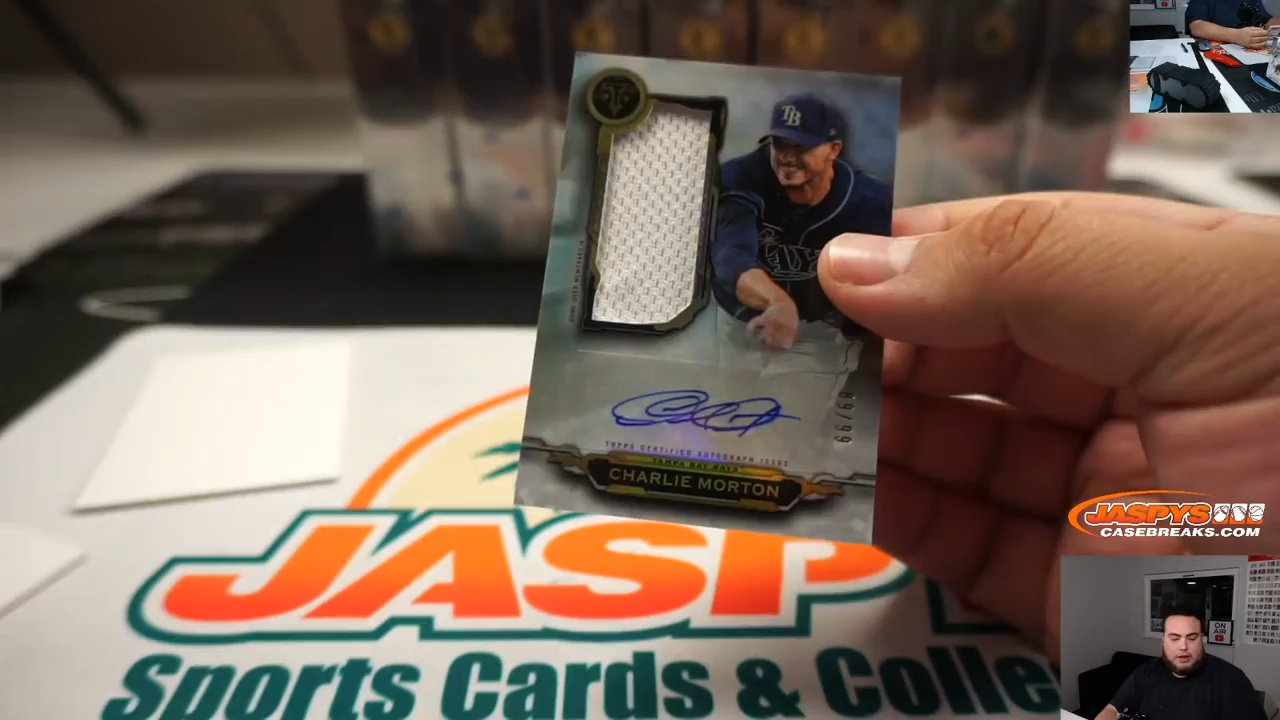 TB
CHARLIE MORTON
TAMPA BAY RAYS
TOPPS CERTIFIED AUTOGRAPH ISSUE
JASP
Sports Cards & Colle
JASPYS
CASEBREAKS.COM
ON
AIR